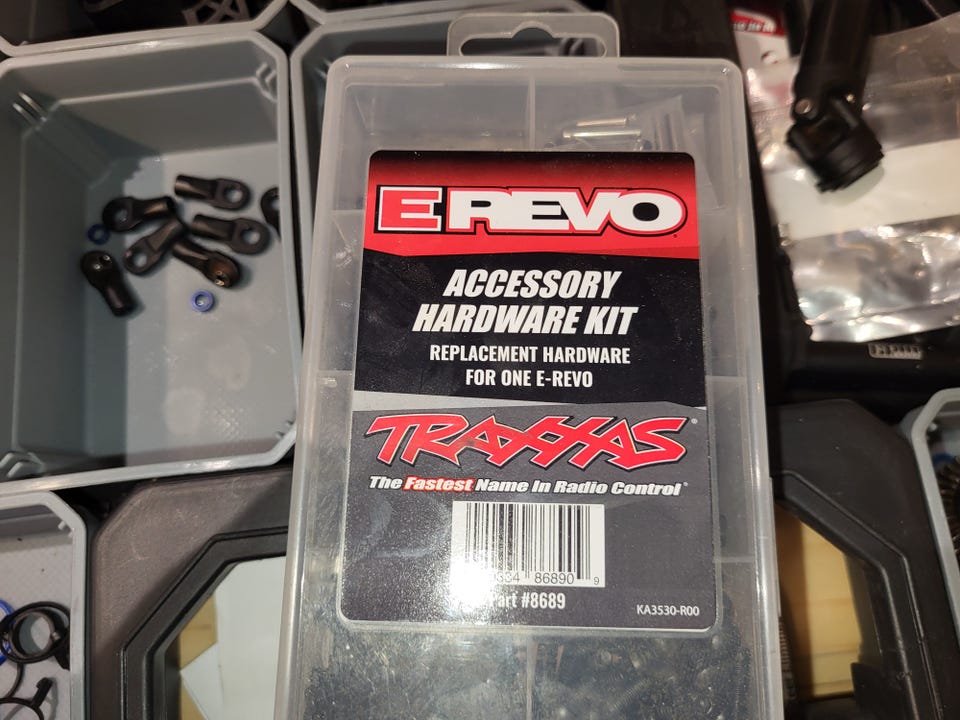 E REVO
ACCESSORY
HARDWARE KIT
REPLACEMENT HARDWARE
FOR ONE E-REVO
TRAXXAS®
The Fastest Name In Radio Control®
334 86890 9
Part #8689
KA3530-R00